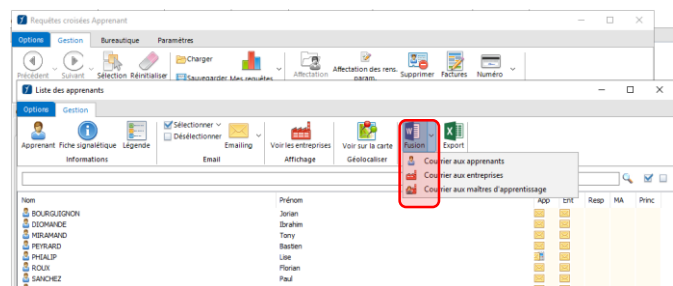 Requêtes croisées Apprenant
Options Gestion Bureautique Paramètres
Charger
Précédent Suivant Sélection Réinitialiser Sauvegarder Mes requêtes Affectation Affectation des rens. param. Supprimer Factures Numéro
Liste des apprenants
Options Gestion
Sélectionner
Désélectionner
Apprenant Fiche signalétique Légende Emailing Voir les entreprises Voir sur la carte Fusion Export
Informations Email Affichage Géolocaliser
Courrier aux apprenants
Courrier aux entreprises
Courrier aux maîtres d'apprentissage
Nom Prénom App Ent Resp MA Princ
BOURGUIGNON Jorian
DIOMANDE Ibrahim
MIRAMAND Tony
PEYRARD Bastien
PHIALIP Lise
ROUX Florian
SANCHEZ Paul